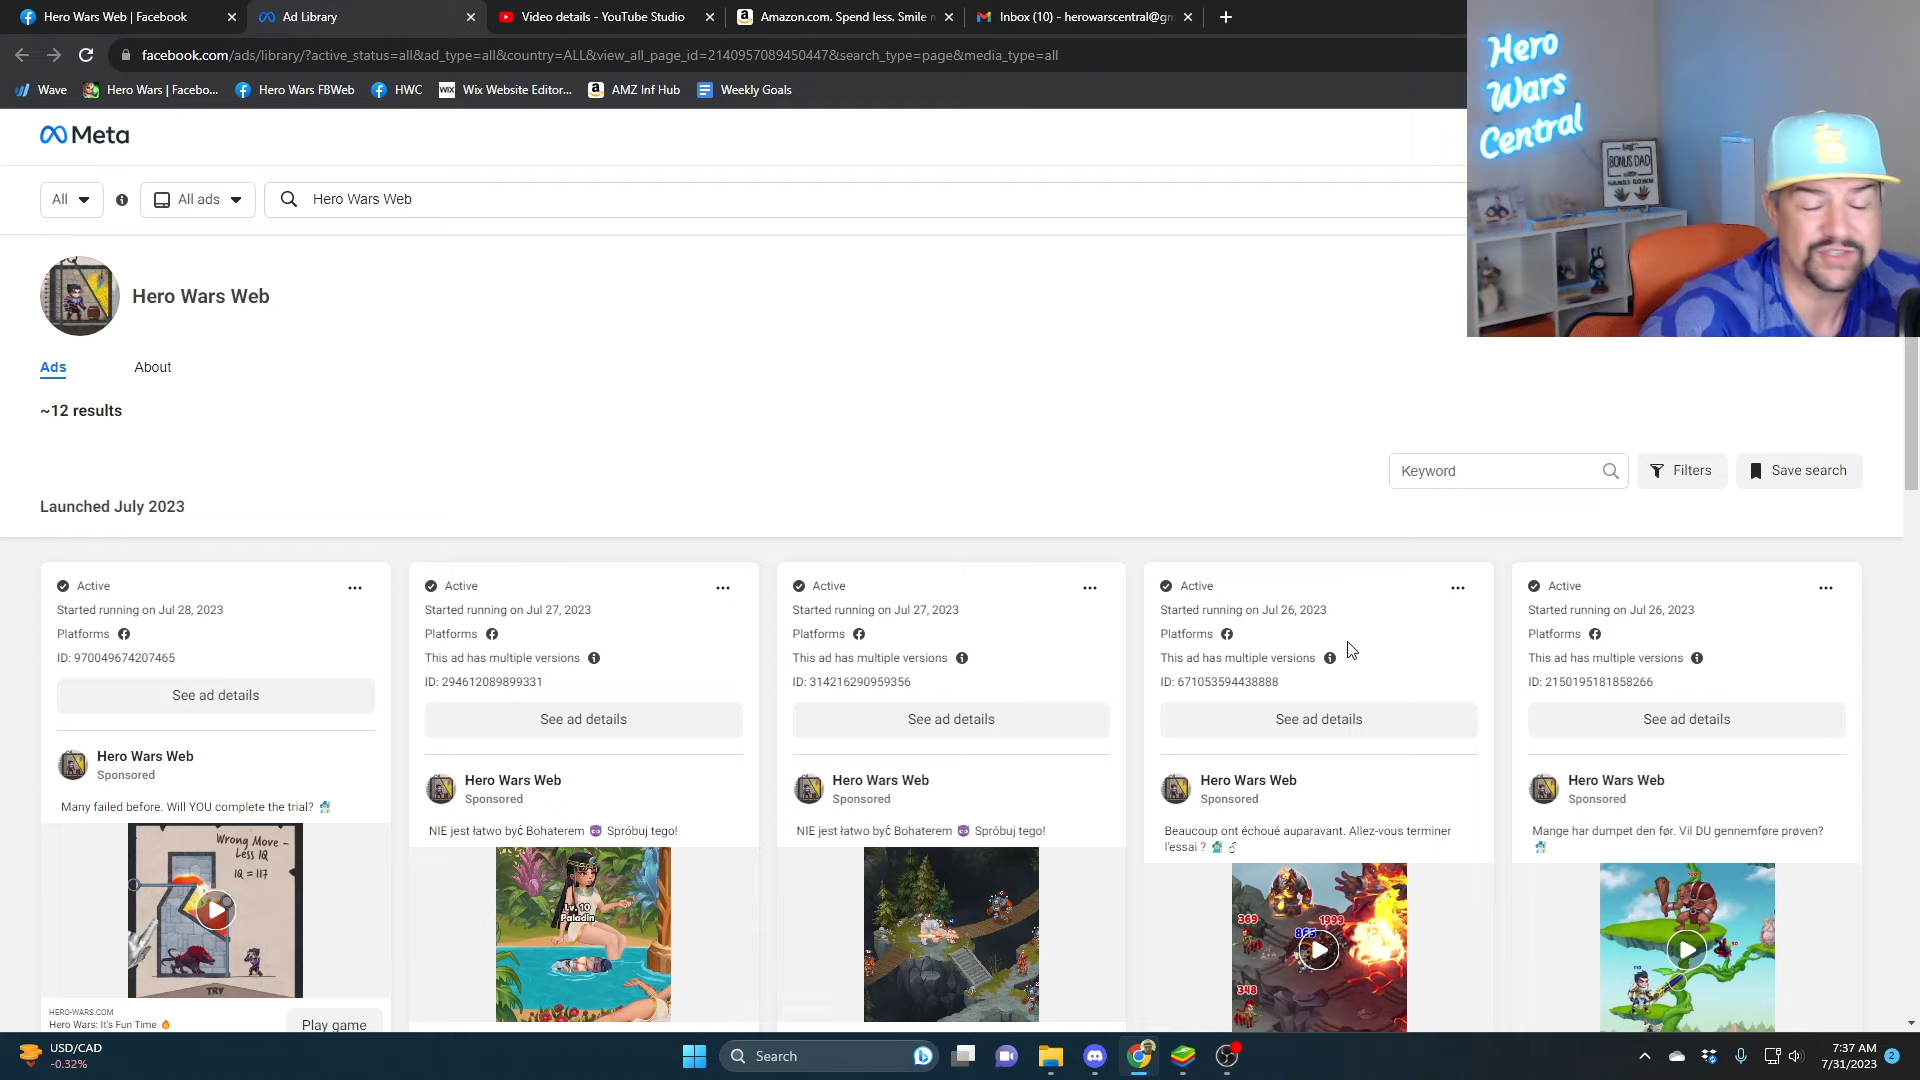 Hero Wars Web | Facebook
Ad Library
Video details - YouTube Studio
Amazon.com. Spend less. Smile
Inbox (10) - herowarscentral@gm
facebook.com/ads/library/?active_status=all&ad_type=all&country=ALL&view_all_page_id=2140957089450447&search_type=page&media_type=all
Wave
Hero Wars | Facebo...
Hero Wars FBWeb
HWC
WIX
Wix Website Editor...
AMZ Inf Hub
Weekly Goals
Hero
Wars
Central
BONUS DAD
Meta
All
All ads
Hero Wars Web
Hero Wars Web
Ads
About
~12 results
Keyword
Filters
Save search
Launched July 2023
Active
Started running on Jul 28, 2023
Platforms
ID: 970049674207465
See ad details
Hero Wars Web
Sponsored
Many failed before. Will YOU complete the trial?
Wrong Move -
Less IQ
IQ = 117
TRY
HERO-WARS.COM
Hero Wars: It's Fun Time
Play game
Active
Started running on Jul 27, 2023
Platforms
This ad has multiple versions
ID: 294612089899331
See ad details
Hero Wars Web
Sponsored
NIE jest łatwo być Bohaterem Spróbuj tego!
Lv. 10
Paladin
Active
Started running on Jul 27, 2023
Platforms
This ad has multiple versions
ID: 314216290959356
See ad details
Hero Wars Web
Sponsored
NIE jest łatwo być Bohaterem Spróbuj tego!
Active
Started running on Jul 26, 2023
Platforms
This ad has multiple versions
ID: 671053594438888
See ad details
Hero Wars Web
Sponsored
Beaucoup ont échoué auparavant. Allez-vous terminer
l'essai ?
369
1999
865
348
Active
Started running on Jul 26, 2023
Platforms
This ad has multiple versions
ID: 2150195181858266
See ad details
Hero Wars Web
Sponsored
Mange har dumpet den før. Vil DU gennemføre prøven?
USD/CAD
-0.32%
Search
7:37 AM
7/31/2023
2